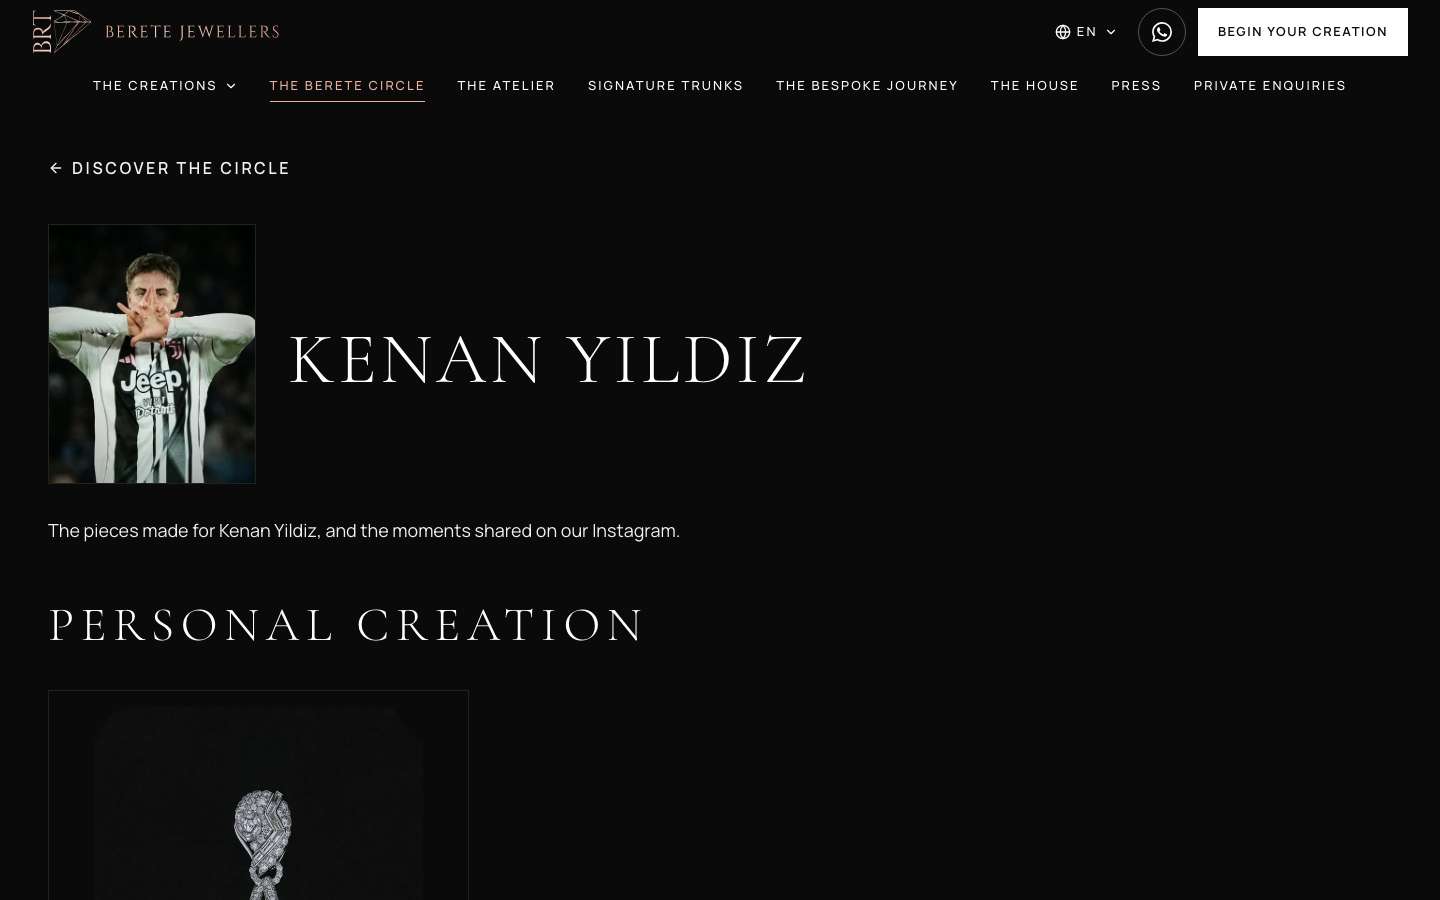 BRT
BERETE JEWELLERS
EN
BEGIN YOUR CREATION
THE CREATIONS
THE BERETE CIRCLE
THE ATELIER
SIGNATURE TRUNKS
THE BESPOKE JOURNEY
THE HOUSE
PRESS
PRIVATE ENQUIRIES
← DISCOVER THE CIRCLE
Jeep
KENAN YILDIZ
The pieces made for Kenan Yildiz, and the moments shared on our Instagram.
PERSONAL CREATION